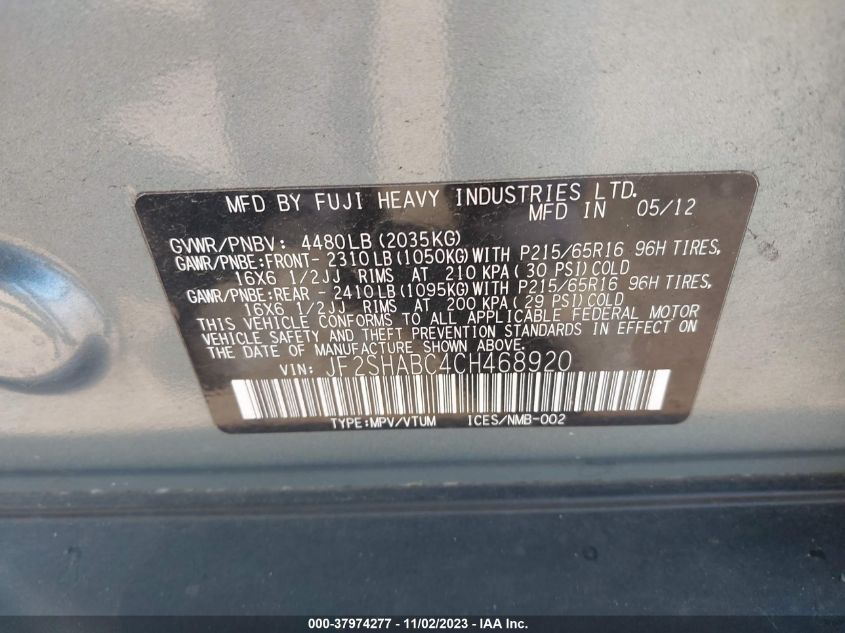 MFD BY FUJI HEAVY INDUSTRIES LTD.
MFD IN 05/12
GVWR/PNBV: 4480LB (2035KG)
GAWR/PNBE:FRONT- 2310LB (1050KG)WITH P215/65R16 96H TIRES,
16X6 1/2JJ RIMS AT 210 KPA (30 PSI)COLD
GAWR/PNBE:REAR - 2410LB (1095KG)WITH P215/65R16 96H TIRES,
16X6 1/2JJ RIMS AT 200 KPA (29 PSI)COLD
THIS VEHICLE CONFORMS TO ALL APPLICABLE FEDERAL MOTOR
VEHICLE SAFETY AND THEFT PREVENTION STANDARDS IN EFFECT ON
THE DATE OF MANUFACTURE SHOWN ABOVE.
VIN: JF2SHABC4CH468920
TYPE:MPV/VTUM ICES/NMB-002
000-37974277 - 11/02/2023 - IAAI.com